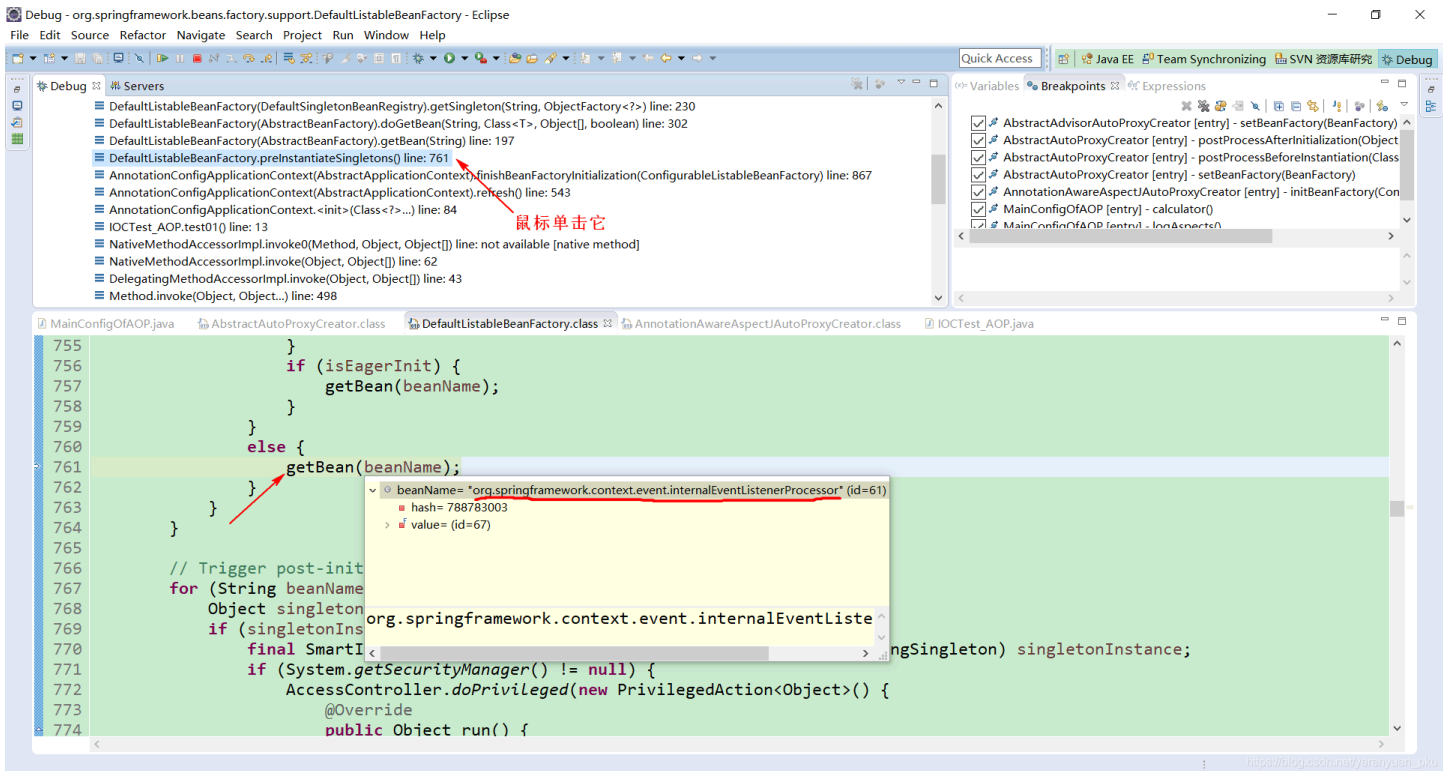 Debug - org.springframework.beans.factory.support.DefaultListableBeanFactory - Eclipse
File Edit Source Refactor Navigate Search Project Run Window Help
Quick Access Java EE Team Synchronizing SVN 资源库研究 Debug
Debug Servers
DefaultListableBeanFactory(DefaultSingletonBeanRegistry).getSingleton(String, ObjectFactory<?>) line: 230
DefaultListableBeanFactory(AbstractBeanFactory).doGetBean(String, Class<T>, Object[], boolean) line: 302
DefaultListableBeanFactory(AbstractBeanFactory).getBean(String) line: 197
DefaultListableBeanFactory.preInstantiateSingletons() line: 761
AnnotationConfigApplicationContext(AbstractApplicationContext).finishBeanFactoryInitialization(ConfigurableListableBeanFactory) line: 867
AnnotationConfigApplicationContext(AbstractApplicationContext).refresh() line: 543
AnnotationConfigApplicationContext.<init>(Class<?>...) line: 84
鼠标单击它
IOCTest_AOP.test01() line: 13
NativeMethodAccessorImpl.invoke0(Method, Object, Object[]) line: not available [native method]
NativeMethodAccessorImpl.invoke(Object, Object[]) line: 62
DelegatingMethodAccessorImpl.invoke(Object, Object[]) line: 43
Method.invoke(Object, Object...) line: 498
(x)= Variables Breakpoints Expressions
AbstractAdvisorAutoProxyCreator [entry] - setBeanFactory(BeanFactory)
AbstractAutoProxyCreator [entry] - postProcessAfterInitialization(Object
AbstractAutoProxyCreator [entry] - postProcessBeforeInstantiation(Class
AbstractAutoProxyCreator [entry] - setBeanFactory(BeanFactory)
AnnotationAwareAspectJAutoProxyCreator [entry] - initBeanFactory(Con
MainConfigOfAOP [entry] - calculator()
MainConfigOfAOP [entry] - logAspects()
MainConfigOfAOP.java AbstractAutoProxyCreator.class DefaultListableBeanFactory.class AnnotationAwareAspectJAutoProxyCreator.class IOCTest_AOP.java
755 }
756 if (isEagerInit) {
757 getBean(beanName);
758 }
759 }
760 else {
761 getBean(beanName);
762 }
763 }
764 }
765
766 // Trigger post-init
767 for (String beanName
768 Object singleton
769 if (singletonIns
770 final SmartI ngSingleton) singletonInstance;
771 if (System.getSecurityManager() != null) {
772 AccessController.doPrivileged(new PrivilegedAction<Object>() {
773 @Override
774 public Object run() {
beanName= "org.springframework.context.event.internalEventListenerProcessor" (id=61)
hash= 788783003
value= (id=67)
org.springframework.context.event.internalEventListe
https://blog.csdn.net/yerenyuan_pku